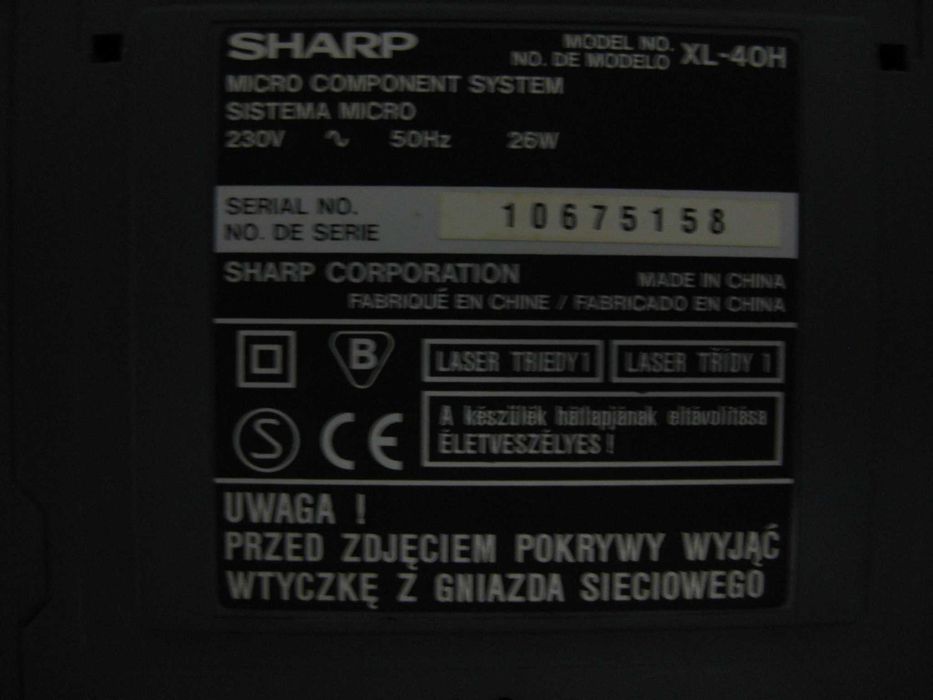 SHARP
MODEL NO.
NO. DE MODELO XL-40H
MICRO COMPONENT SYSTEM
SISTEMA MICRO
230V ∿ 50Hz 26W
SERIAL NO.
NO. DE SERIE
10675158
SHARP CORPORATION MADE IN CHINA
FABRIQUÉ EN CHINE / FABRICADO EN CHINA
B
LASER TRIEDY 1 LASER TŘÍDY 1
S CE
A készülék hátlapjának eltávolítása
ÉLETVESZÉLYES!
UWAGA !
PRZED ZDJĘCIEM POKRYWY WYJĄĆ
WTYCZKĘ Z GNIAZDA SIECIOWEGO